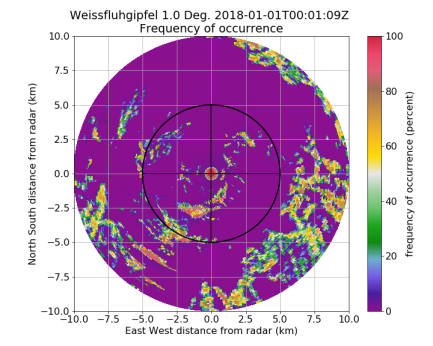 Weissfluhgipfel 1.0 Deg. 2018-01-01T00:01:09Z
Frequency of occurrence
10.0
7.5
5.0
2.5
0.0
−2.5
−5.0
−7.5
−10.0
North South distance from radar (km)
−10.0 −7.5 −5.0 −2.5 0.0 2.5 5.0 7.5 10.0
East West distance from radar (km)
100
80
60
40
20
0
frequency of occurrence (percent)